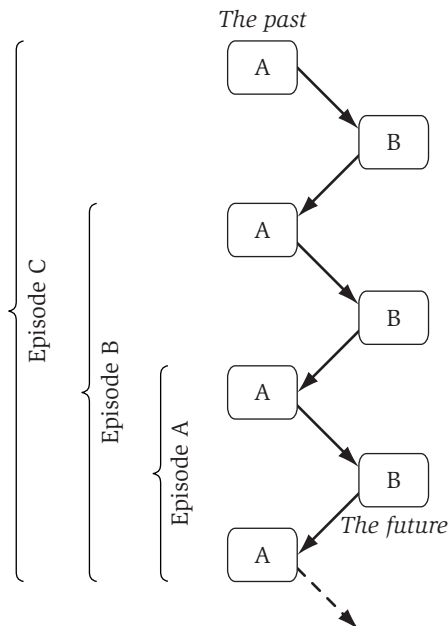 The past
A
B
A
B
A
B
The future
A
Episode C
Episode B
Episode A